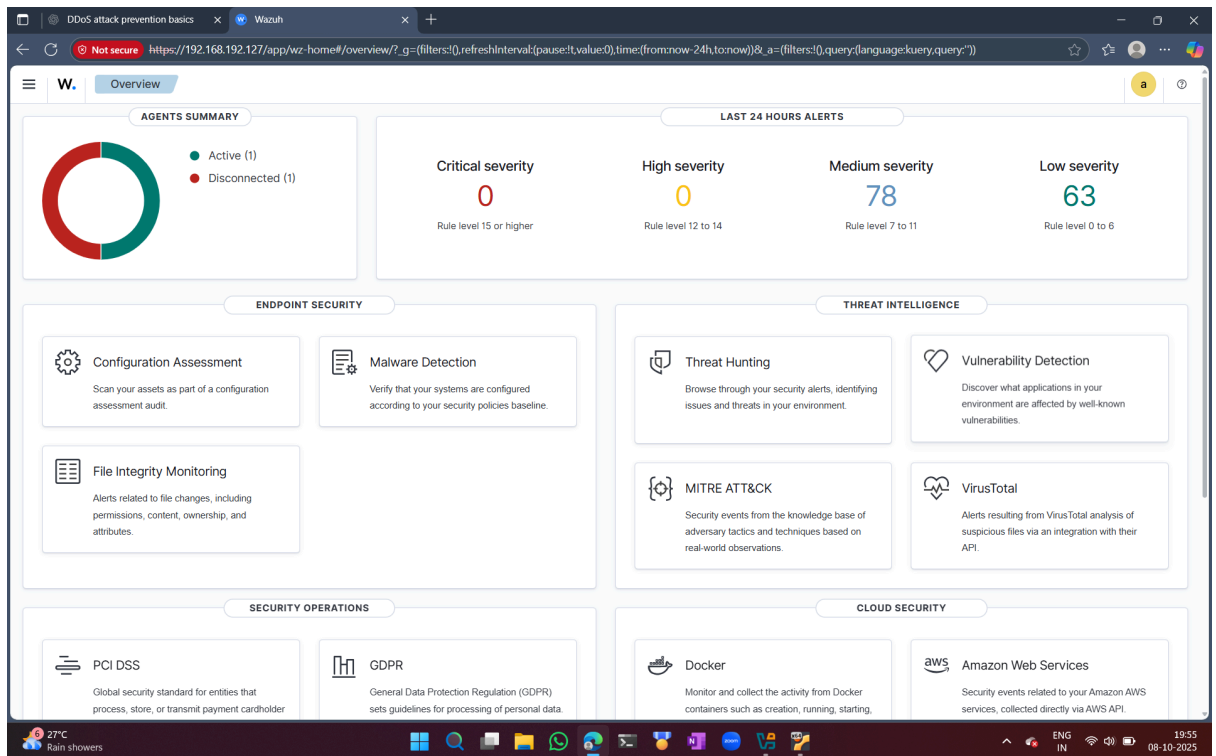 DDoS attack prevention basics
Wazuh
Not secure https://192.168.192.127/app/wz-home#/overview/?_g=(filters:!(),refreshInterval:(pause:!t,value:0),time:(from:now-24h,to:now))&_a=(filters:!(),query:(language:kuery,query:''))
W. Overview
a
AGENTS SUMMARY
Active (1)
Disconnected (1)
LAST 24 HOURS ALERTS
Critical severity
0
Rule level 15 or higher
High severity
0
Rule level 12 to 14
Medium severity
78
Rule level 7 to 11
Low severity
63
Rule level 0 to 6
ENDPOINT SECURITY
Configuration Assessment
Scan your assets as part of a configuration
assessment audit.
Malware Detection
Verify that your systems are configured
according to your security policies baseline.
File Integrity Monitoring
Alerts related to file changes, including
permissions, content, ownership, and
attributes.
THREAT INTELLIGENCE
Threat Hunting
Browse through your security alerts, identifying
issues and threats in your environment.
Vulnerability Detection
Discover what applications in your
environment are affected by well-known
vulnerabilities.
MITRE ATT&CK
Security events from the knowledge base of
adversary tactics and techniques based on
real-world observations.
VirusTotal
Alerts resulting from VirusTotal analysis of
suspicious files via an integration with their
API.
SECURITY OPERATIONS
PCI DSS
Global security standard for entities that
process, store, or transmit payment cardholder
GDPR
General Data Protection Regulation (GDPR)
sets guidelines for processing of personal data.
CLOUD SECURITY
Docker
Monitor and collect the activity from Docker
containers such as creation, running, starting,
aws
Amazon Web Services
Security events related to your Amazon AWS
services, collected directly via AWS API.
6
27°C
Rain showers
zoom
ENG
IN
19:55
08-10-2025